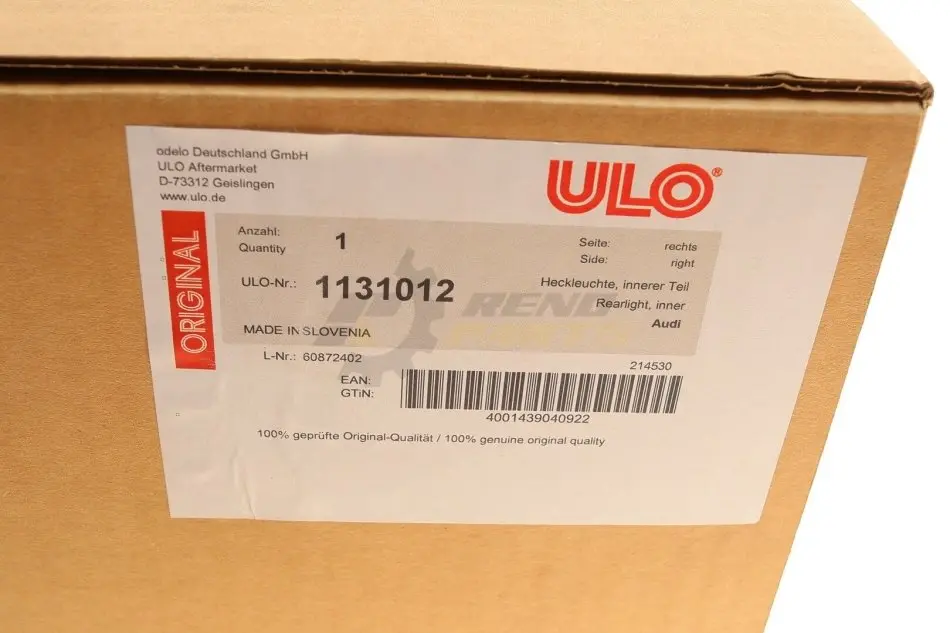 odelo Deutschland GmbH
ULO Aftermarket
D-73312 Geislingen
www.ulo.de
ULO®
ORIGINAL
Anzahl: 1
Quantity
Seite: rechts
Side: right
ULO-Nr.: 1131012
Heckleuchte, innerer Teil
Rearlight, inner
Audi
MADE IN SLOVENIA
L-Nr.: 60872402
214530
EAN:
GTiN:
4001439040922
100% geprüfte Original-Qualität / 100% genuine original quality
REND
PARTS